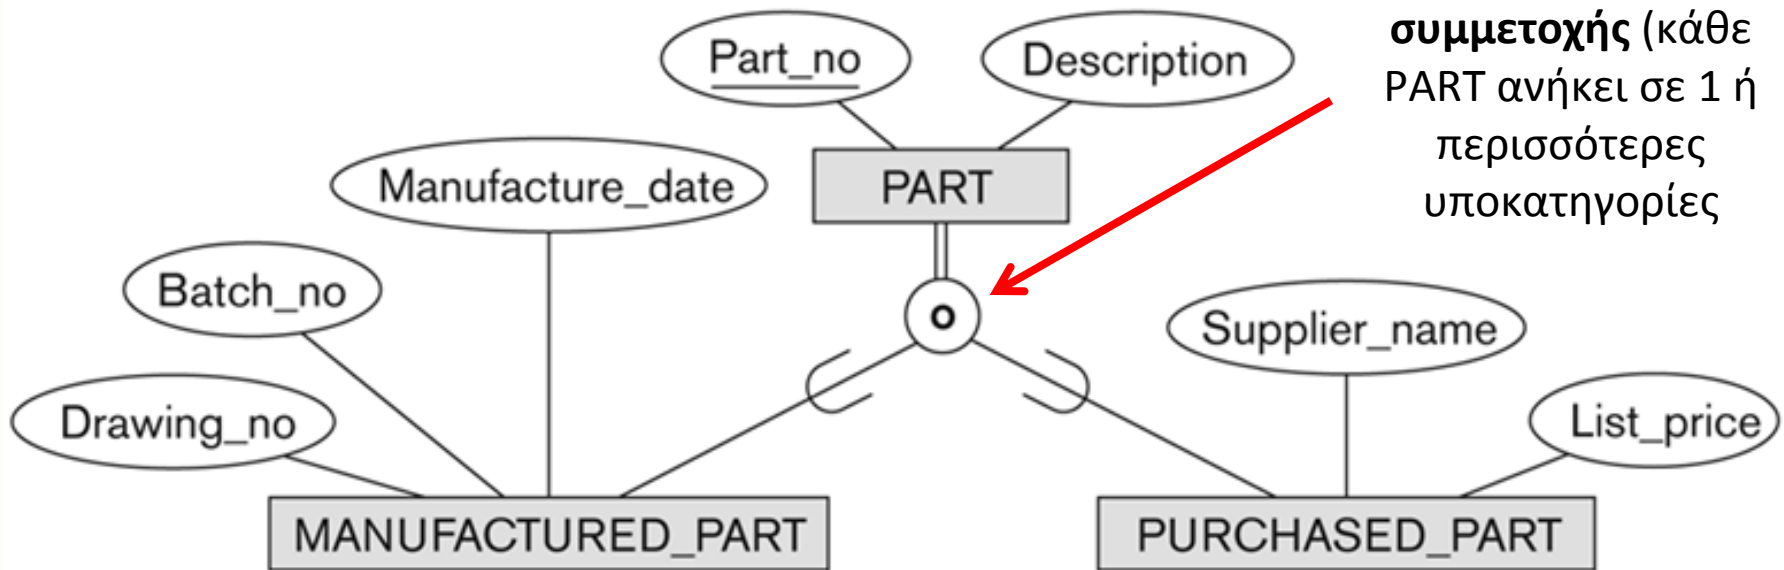 συμμετοχής (κάθε
PART ανήκει σε 1 ή
περισσότερες
υποκατηγορίες
Part_no
Description
PART
Manufacture_date
Batch_no
Drawing_no
o
Supplier_name
List_price
MANUFACTURED_PART
PURCHASED_PART